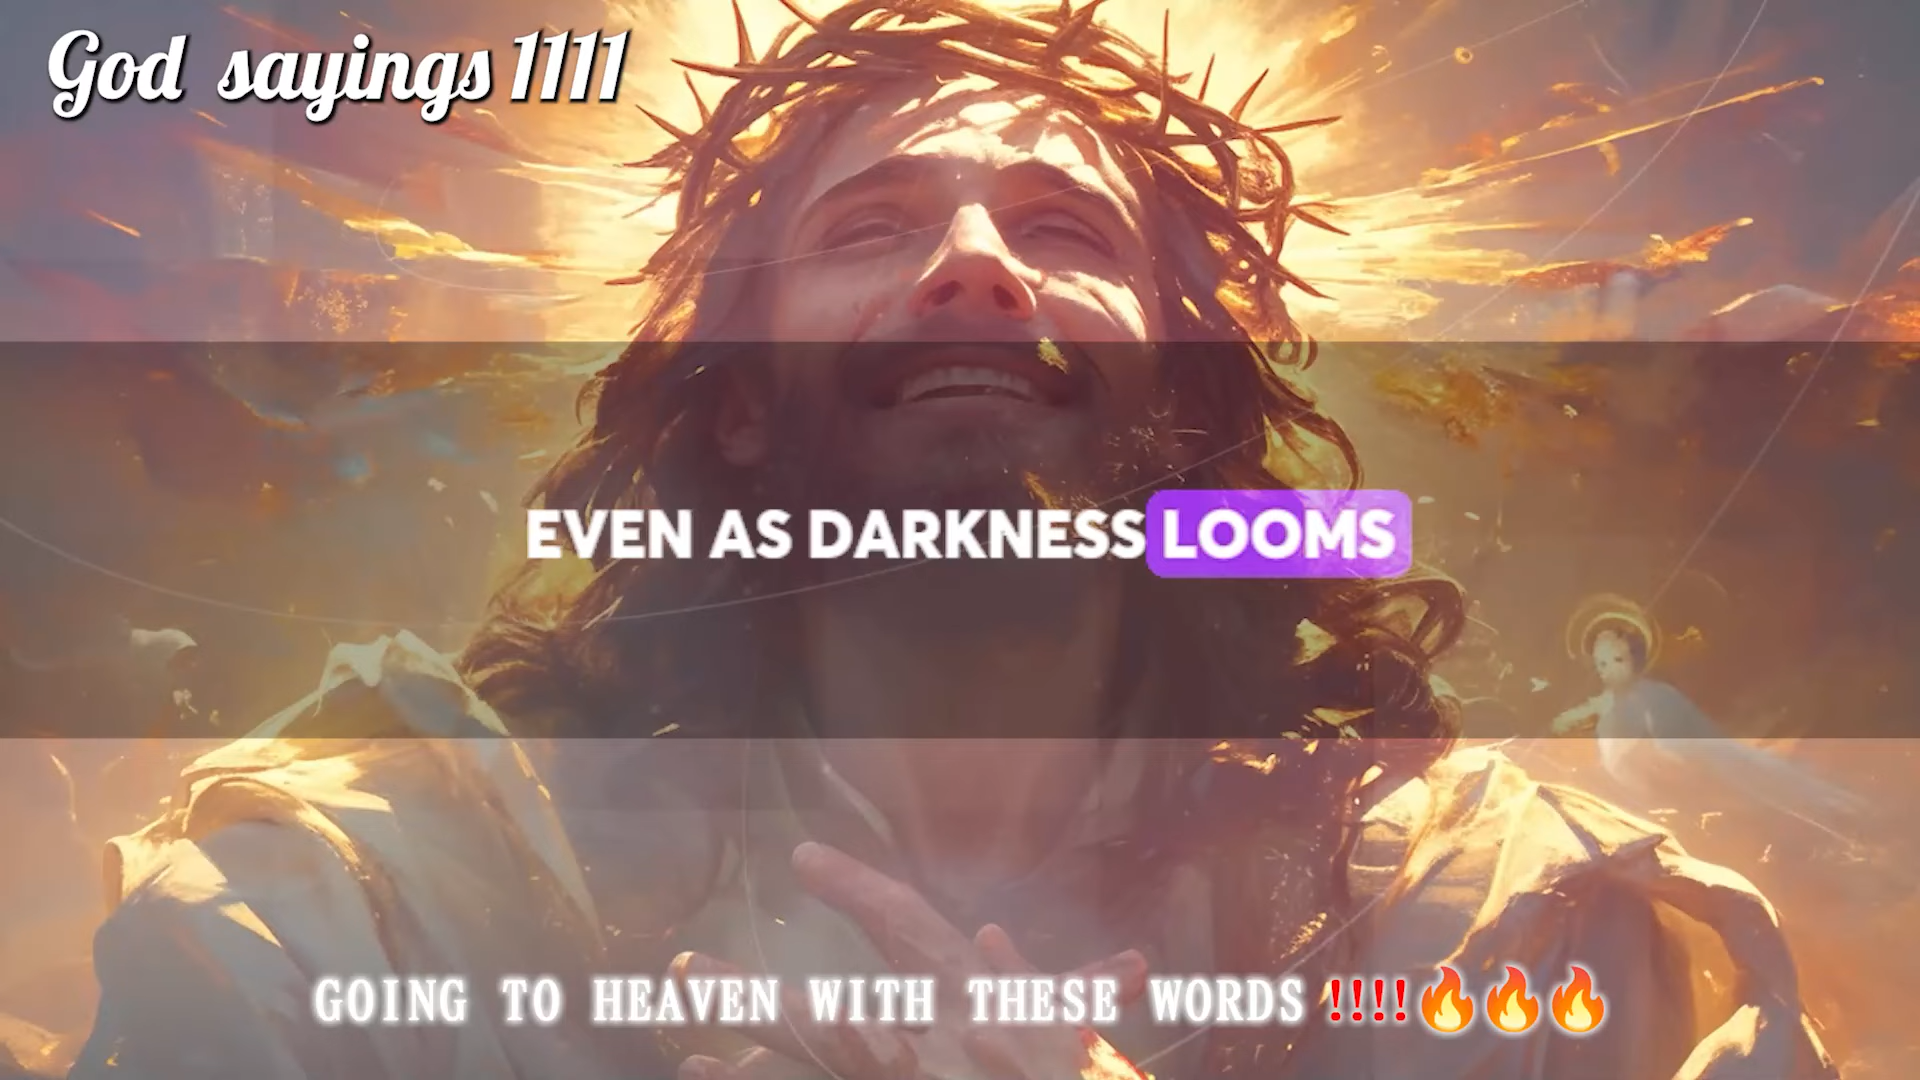 God sayings 1111
EVEN AS DARKNESS LOOMS
GOING TO HEAVEN WITH THESE WORDS !!!!🔥🔥🔥